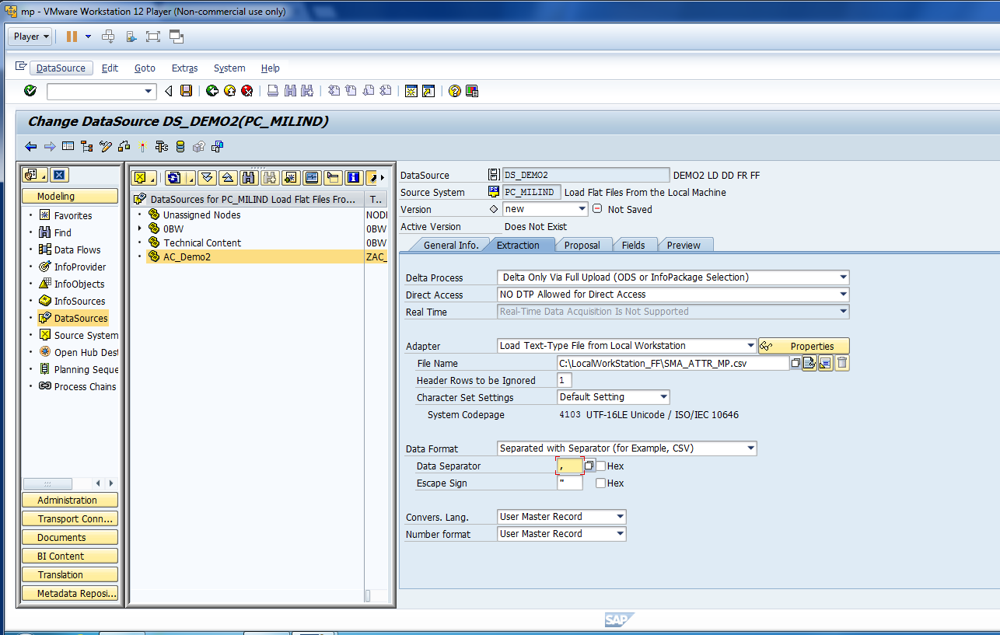 mp - VMware Workstation 12 Player (Non-commercial use only)
Player
DataSource Edit Goto Extras System Help
Change DataSource DS_DEMO2(PC_MILIND)
Modeling
Favorites
Find
Data Flows
InfoProvider
InfoObjects
InfoSources
DataSources
Source System
Open Hub Dest
Planning Seque
Process Chains
Administration
Transport Conn...
Documents
BI Content
Translation
Metadata Reposi...
DataSources for PC_MILIND Load Flat Files Fro... T..
Unassigned Nodes NODI
0BW 0BW
Technical Content 0BW
AC_Demo2 ZAC_
DataSource DS_DEMO2 DEMO2 LD DD FR FF
Source System PC_MILIND Load Flat Files From the Local Machine
Version new Not Saved
Active Version Does Not Exist
General Info. Extraction Proposal Fields Preview
Delta Process Delta Only Via Full Upload (ODS or InfoPackage Selection)
Direct Access NO DTP Allowed for Direct Access
Real Time Real-Time Data Acquisition Is Not Supported
Adapter Load Text-Type File from Local Workstation Properties
File Name C:\LocalWorkStation_FF\SMA_ATTR_MP.csv
Header Rows to be Ignored 1
Character Set Settings Default Setting
System Codepage 4103 UTF-16LE Unicode / ISO/IEC 10646
Data Format Separated with Separator (for Example, CSV)
Data Separator , Hex
Escape Sign " Hex
Convers. Lang. User Master Record
Number format User Master Record
SAP